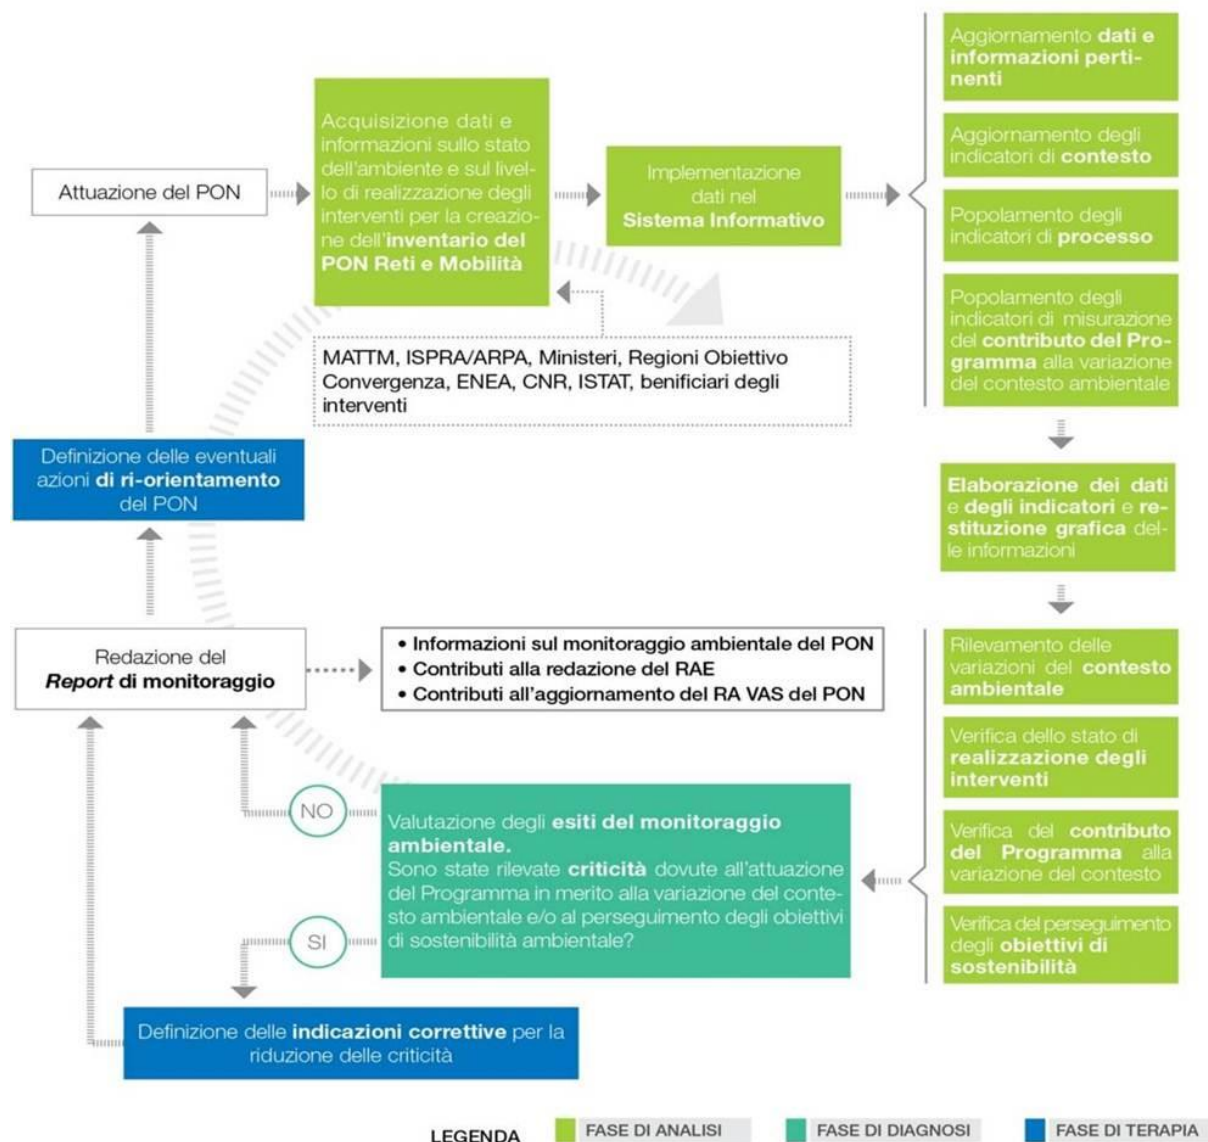 Attuazione del PON
Acquisizione dati e
informazioni sullo stato
dell'ambiente e sul livel-
lo di realizzazione degli
interventi per la creazio-
ne dell'inventario del
PON Reti e Mobilità
Implementazione
dati nel
Sistema Informativo
Aggiornamento dati e
informazioni perti-
nenti
Aggiornamento degli
indicatori di contesto
Popolamento degli
indicatori di processo
Popolamento degli
indicatori di misurazione
del contributo del Pro-
gramma alla variazione
del contesto ambientale
MATTM, ISPRA/ARPA, Ministeri, Regioni Obiettivo
Convergenza, ENEA, CNR, ISTAT, benificiari degli
interventi
Definizione delle eventuali
azioni di ri-orientamento
del PON
Elaborazione dei dati
e degli indicatori e re-
stituzione grafica del-
le informazioni
Redazione del
Report di monitoraggio
• Informazioni sul monitoraggio ambientale del PON
• Contributi alla redazione del RAE
• Contributi all'aggiornamento del RA VAS del PON
Rilevamento delle
variazioni del contesto
ambientale
Verifica dello stato di
realizzazione degli
interventi
Verifica del contributo
del Programma alla
variazione del contesto
Verifica del perseguimento
degli obiettivi di
sostenibilità
NO
Valutazione degli esiti del monitoraggio
ambientale.
Sono state rilevate criticità dovute all'attuazione
del Programma in merito alla variazione del conte-
sto ambientale e/o al perseguimento degli obiettivi
di sostenibilità ambientale?
SI
Definizione delle indicazioni correttive per la
riduzione delle criticità
LEGENDA
FASE DI ANALISI
FASE DI DIAGNOSI
FASE DI TERAPIA